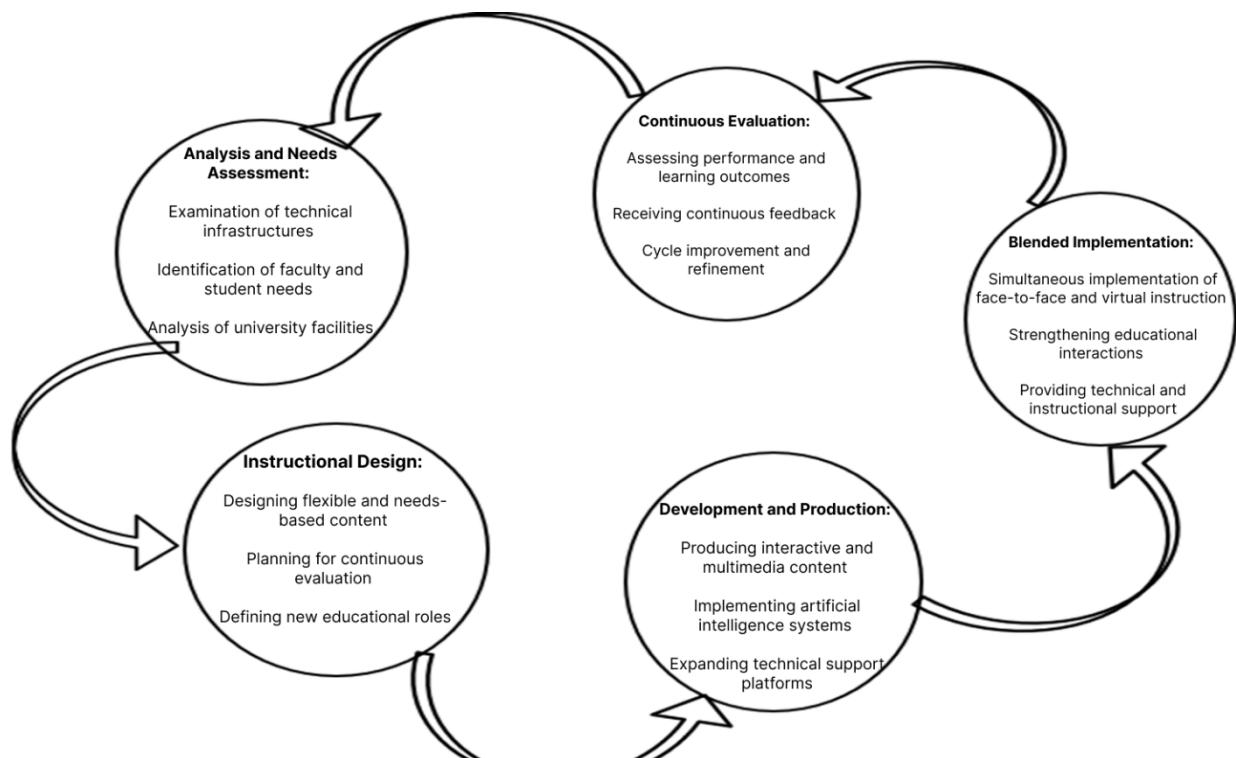 Analysis and Needs
Assessment:
Examination of technical
infrastructures
Identification of faculty and
student needs
Analysis of university facilities
Instructional Design:
Designing flexible and needs-
based content
Planning for continuous
evaluation
Defining new educational roles
Development and Production:
Producing interactive and
multimedia content
Implementing artificial
intelligence systems
Expanding technical support
platforms
Blended Implementation:
Simultaneous implementation of
face-to-face and virtual instruction
Strengthening educational
interactions
Providing technical and
instructional support
Continuous Evaluation:
Assessing performance and
learning outcomes
Receiving continuous feedback
Cycle improvement and
refinement